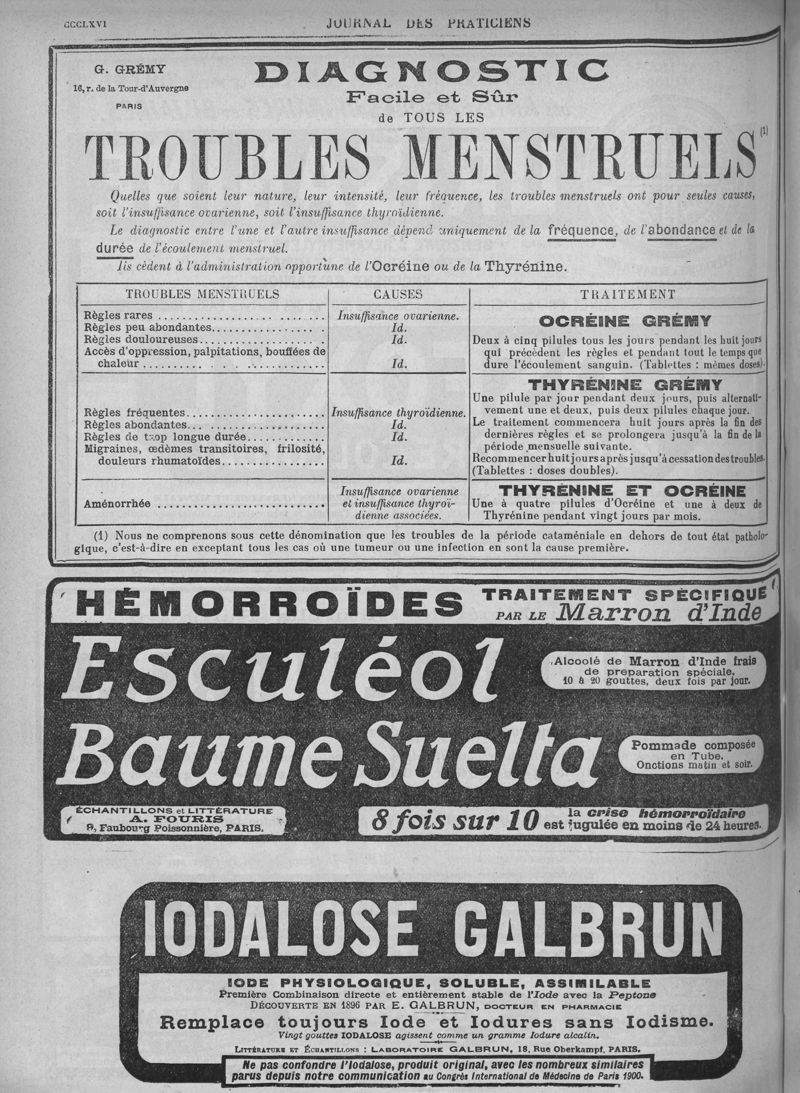 CCCLXVI
JOURNAL DES PRATICIENS
G. GRÉMY
16, r. de la Tour-d'Auvergne
PARIS
DIAGNOSTIC
Facile et Sûr
de TOUS LES
TROUBLES MENSTRUELS (1)
Quelles que soient leur nature, leur intensité, leur fréquence, les troubles menstruels ont pour seules causes,
soit l'insuffisance ovarienne, soit l'insuffisance thyroïdienne.
Le diagnostic entre l'une et l'autre insuffisance dépend uniquement de la fréquence, de l'abondance et de la
durée de l'écoulement menstruel.
Ils cèdent à l'administration opportune de l'Ocréine ou de la Thyrénine.
TROUBLES MENSTRUELS
CAUSES
TRAITEMENT
Règles rares
Insuffisance ovarienne.
Règles peu abondantes
Id.
Règles douloureuses
Id.
Accès d'oppression, palpitations, bouffées de
chaleur
Id.
OCRÉINE GRÉMY
Deux à cinq pilules tous les jours pendant les huit jours
qui précèdent les règles et pendant tout le temps que
dure l'écoulement sanguin. (Tablettes : mêmes doses).
Règles fréquentes
Insuffisance thyroïdienne.
Règles abondantes
Id.
Règles de trop longue durée
Id.
Migraines, œdèmes transitoires, frilosité,
douleurs rhumatoïdes
Id.
THYRÉNINE GRÉMY
Une pilule par jour pendant deux jours, puis alternati-
vement une et deux, puis deux pilules chaque jour.
Le traitement commencera huit jours après la fin des
dernières règles et se prolongera jusqu'à la fin de la
période mensuelle suivante.
Recommencer huit jours après jusqu'à cessation des troubles.
(Tablettes : doses doubles).
Aménorrhée
Insuffisance ovarienne
et insuffisance thyroï-
dienne associées.
THYRÉNINE ET OCRÉINE
Une à quatre pilules d'Ocréine et une à deux de
Thyrénine pendant vingt jours par mois.
(1) Nous ne comprenons sous cette dénomination que les troubles de la période cataméniale en dehors de tout état patholo-
gique, c'est-à-dire en exceptant tous les cas où une tumeur ou une infection en sont la cause première.
HÉMORROÏDES
TRAITEMENT SPÉCIFIQUE
PAR LE Marron d'Inde
Esculéol
Alcoolé de Marron d'Inde frais
de preparation spéciale.
10 à 20 gouttes, deux fois par jour.
Baume Suelta
Pommade composée
en Tube.
Onctions matin et soir.
ÉCHANTILLONS et LITTÉRATURE
A. FOURIS
9, Faubourg Poissonnière, PARIS.
8 fois sur 10 la crise hémorroïdaire
est jugulée en moins de 24 heures.
IODALOSE GALBRUN
IODE PHYSIOLOGIQUE, SOLUBLE, ASSIMILABLE
Première Combinaison directe et entièrement stable de l'Iode avec la Peptone
DÉCOUVERTE EN 1896 PAR E. GALBRUN, DOCTEUR EN PHARMACIE
Remplace toujours Iode et Iodures sans Iodisme.
Vingt gouttes IODALOSE agissent comme un gramme Iodure alcalin.
LITTÉRATURE ET ÉCHANTILLONS : LABORATOIRE GALBRUN, 18, Rue Oberkampf, PARIS.
Ne pas confondre l'Iodalose, produit original, avec les nombreux similaires
parus depuis notre communication au Congrès International de Médecine de Paris 1900.